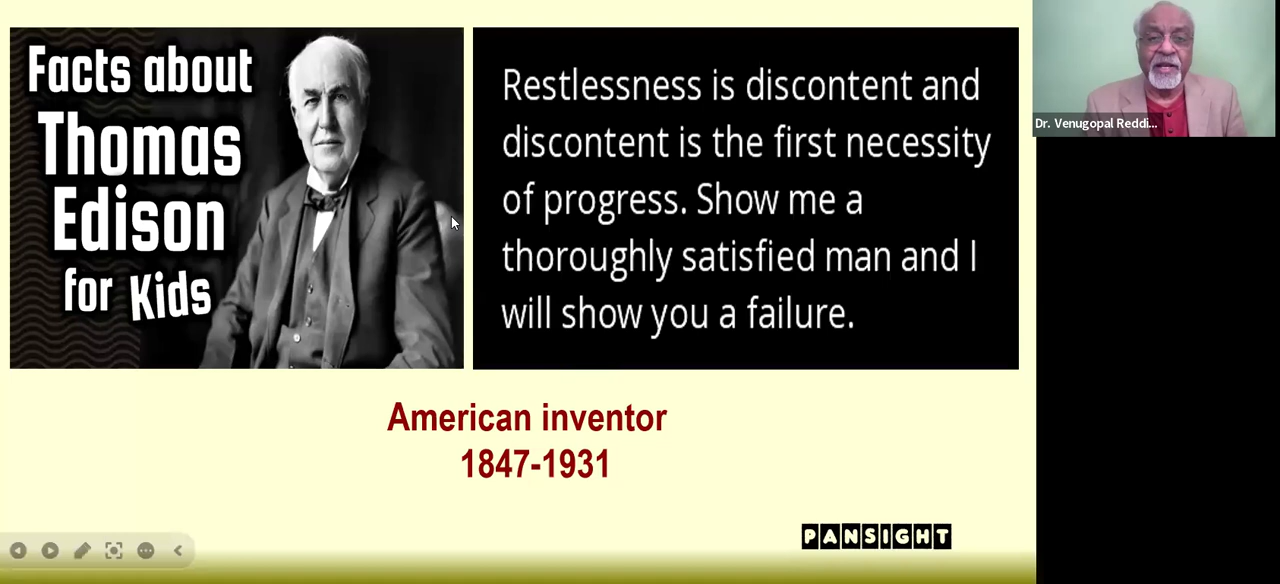 Facts about
Thomas
Edison
for Kids
Restlessness is discontent and
discontent is the first necessity
of progress. Show me a
thoroughly satisfied man and I
will show you a failure.
Dr. Venugopal Reddi...
American inventor
1847-1931
PANSIGHT